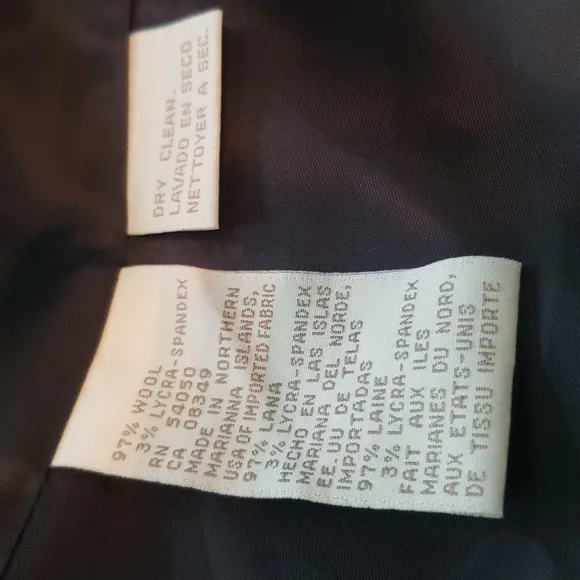 DRY CLEAN-
LAVADO EN SECO
NETTOYER A SEC-
97% WOOL
3% LYCRA-SPANDEX
RN 54050
CA 08349
MADE IN NORTHERN
MARIANNA ISLANDS,
USA OF IMPORTED FABRIC
97% LANA
3% LYCRA-SPANDEX
HECHO EN LAS ISLAS
MARIANA DEL NORDE,
EE.UU DE TELAS
IMPORTADAS
97% LAINE
3% LYCRA-SPANDEX
FAIT AUX ILES
MARIANES DU NORD,
AUX ETATS-UNIS
DE TISSU IMPORTE